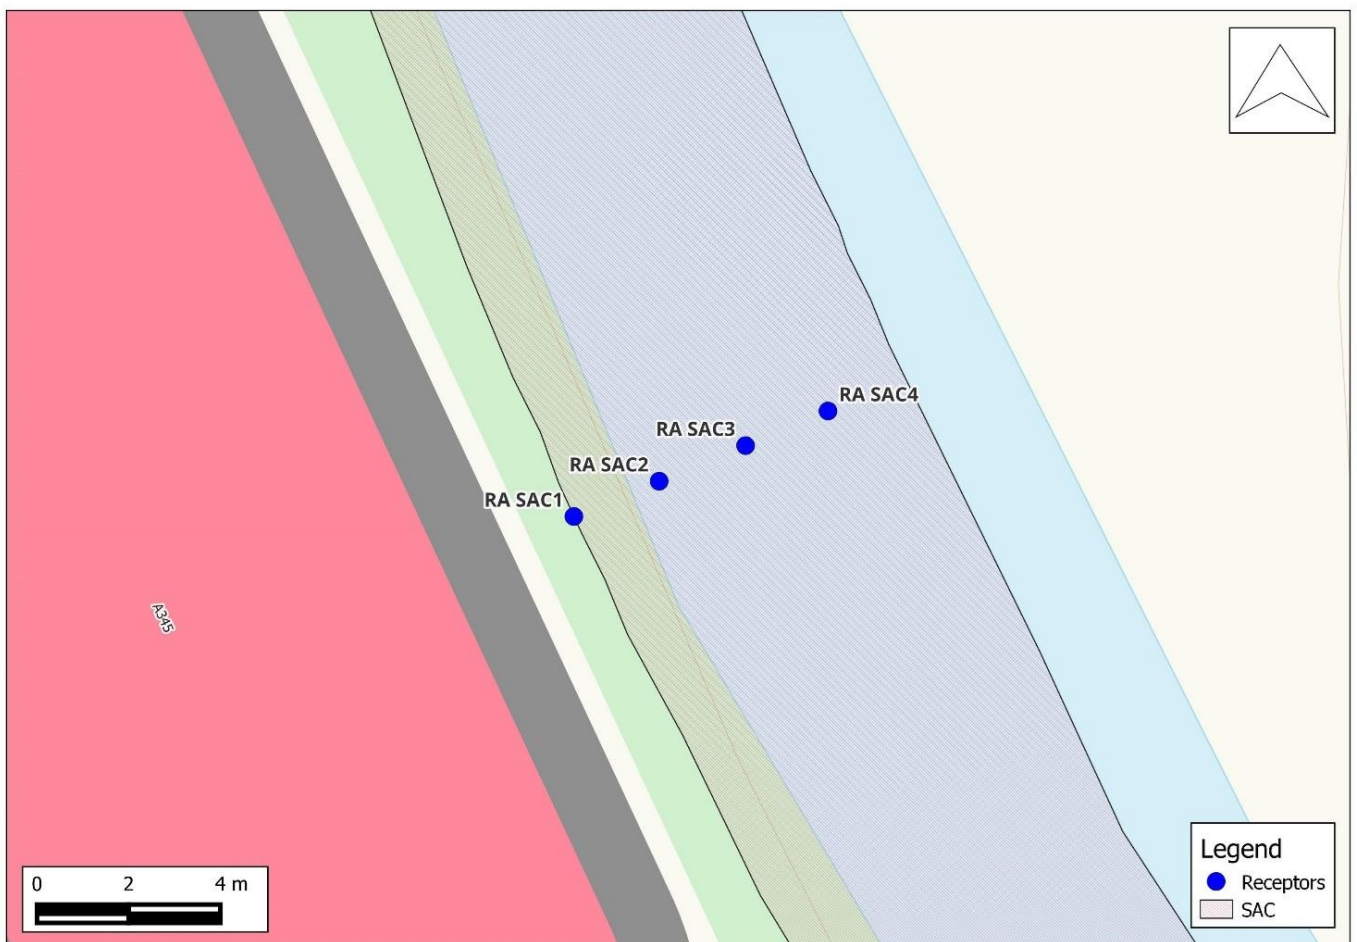 RA SAC4
RA SAC3
RA SAC2
RA SAC1
A345
0 2 4 m
Legend
Receptors
SAC